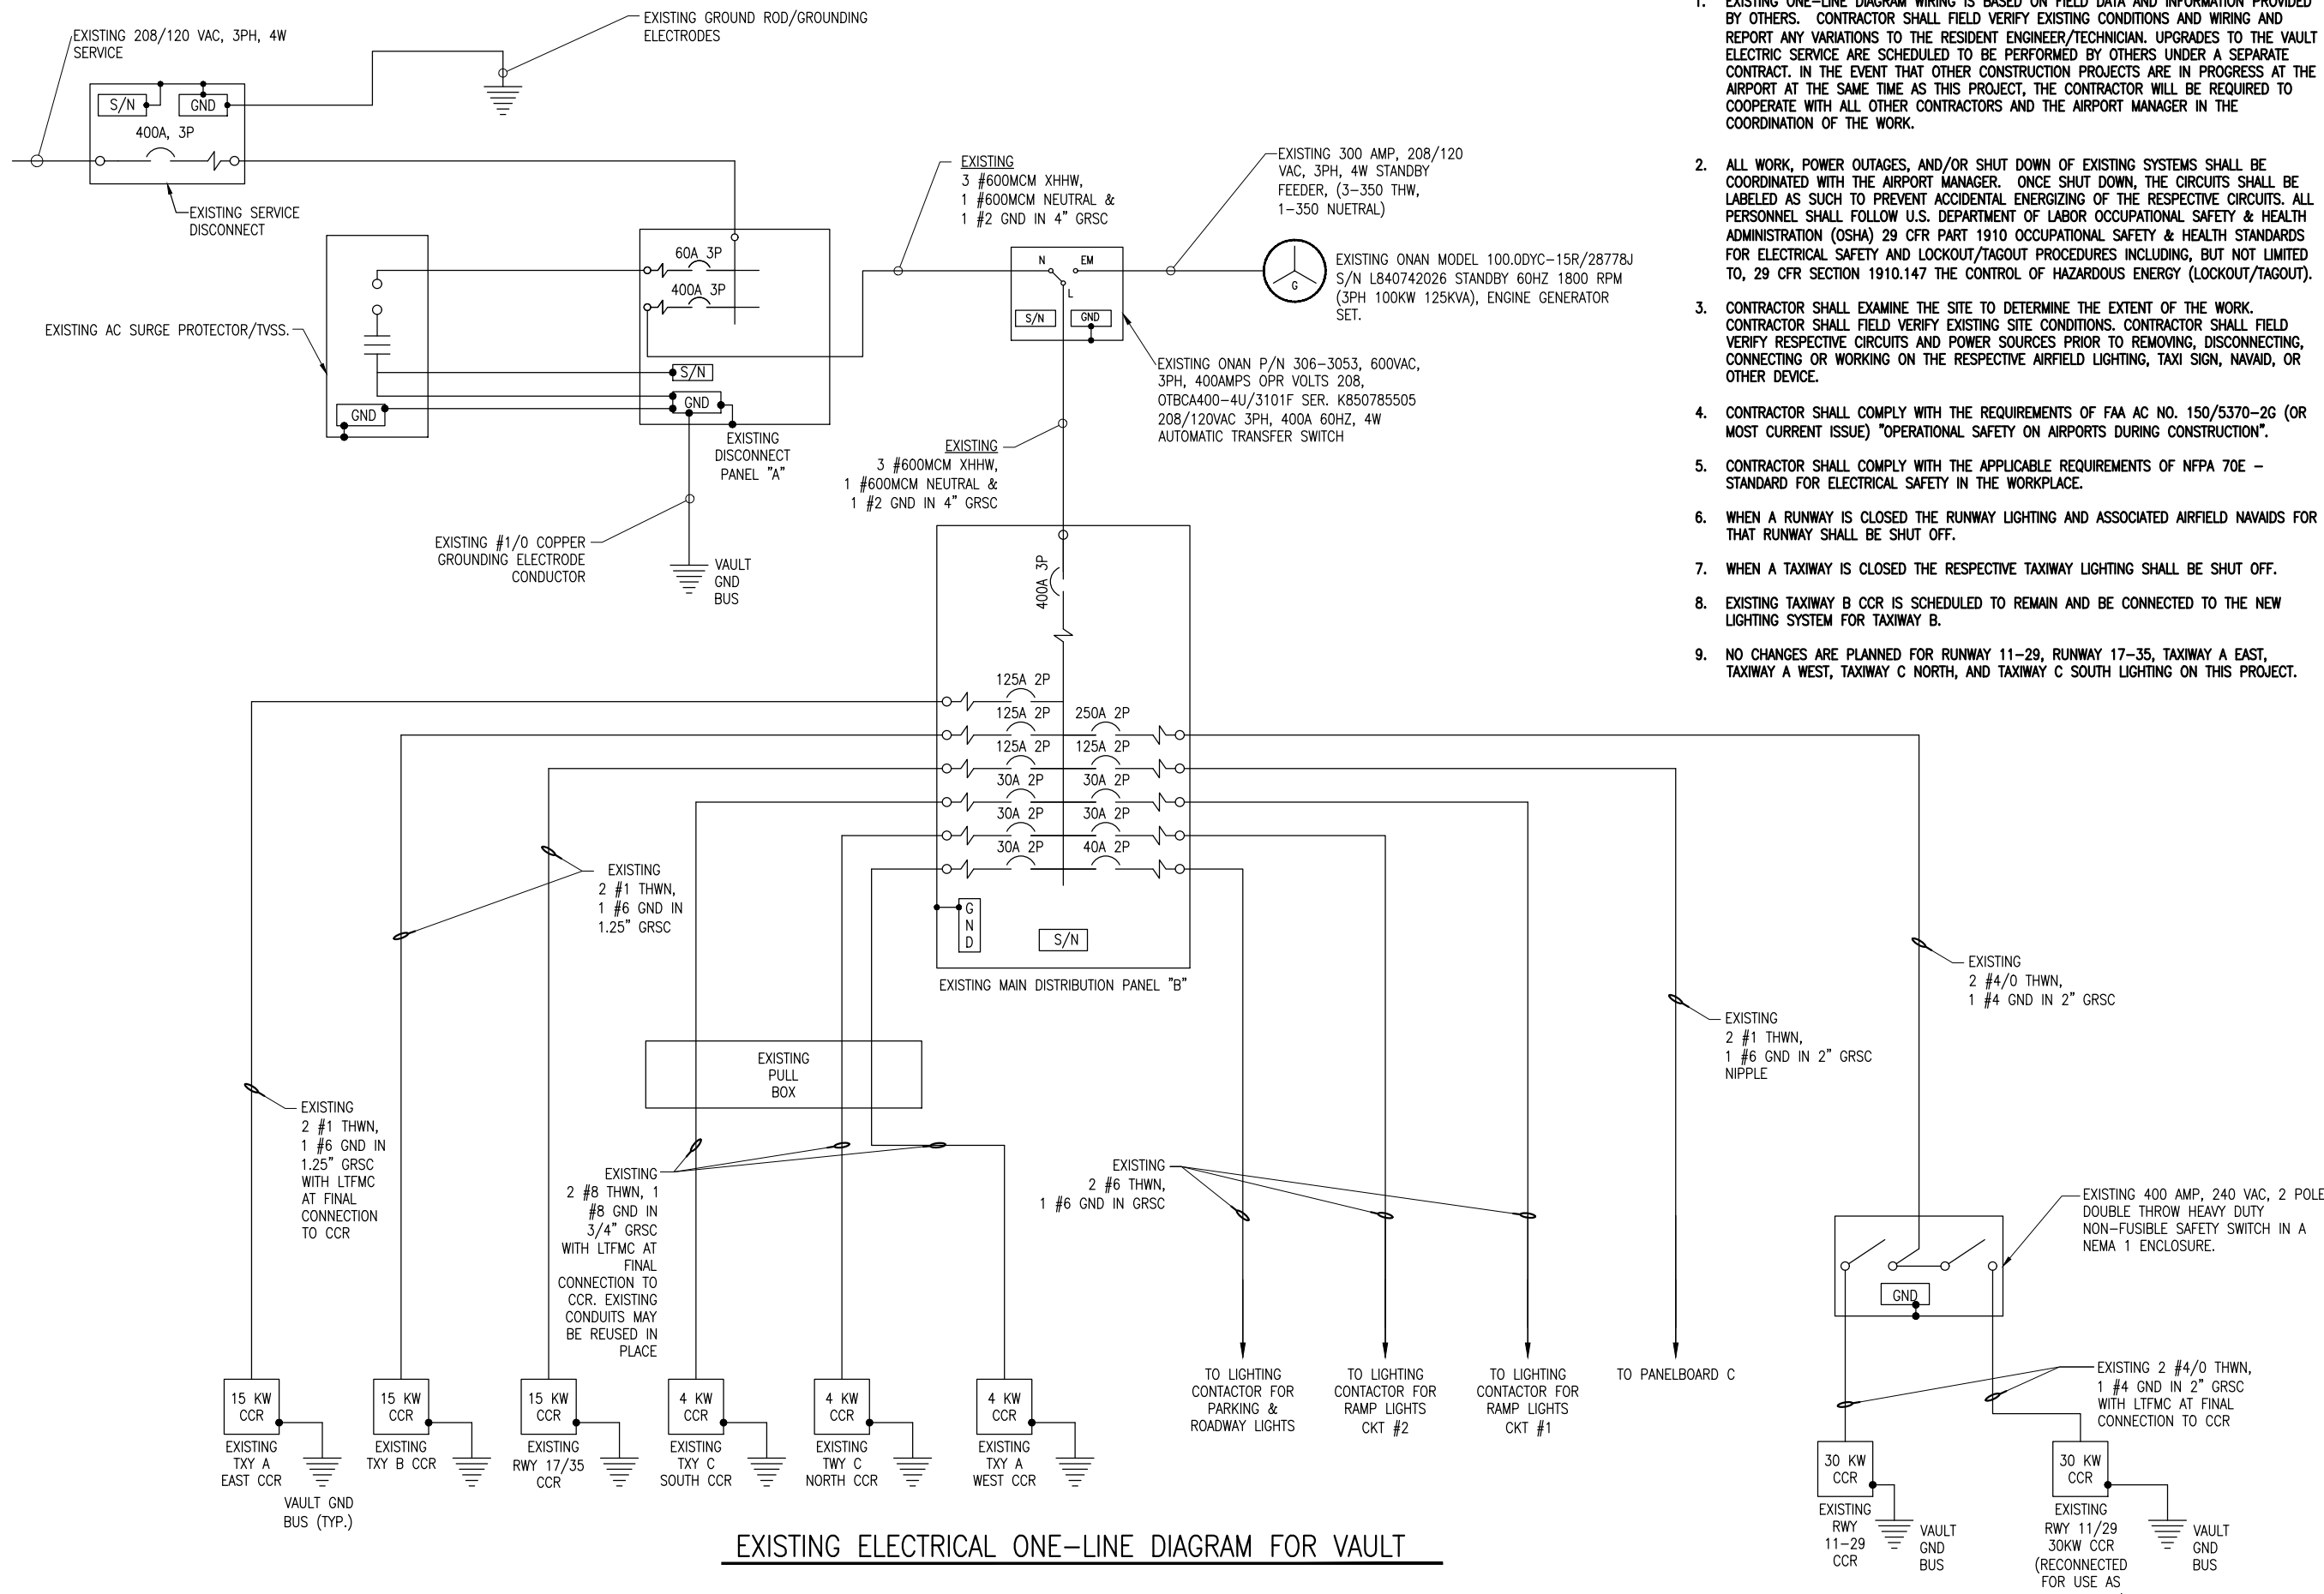 EXISTING GROUND ROD/GROUNDING
ELECTRODES
EXISTING 208/120 VAC, 3PH, 4W
SERVICE
S/N
GND
400A, 3P
EXISTING SERVICE
DISCONNECT
EXISTING AC SURGE PROTECTOR/TVSS.
GND
60A 3P
400A 3P
S/N
GND
EXISTING
DISCONNECT
PANEL "A"
EXISTING #1/0 COPPER
GROUNDING ELECTRODE
CONDUCTOR
VAULT
GND
BUS
EXISTING
3 #600MCM XHHW,
1 #600MCM NEUTRAL &
1 #2 GND IN 4" GRSC
EXISTING 300 AMP, 208/120
VAC, 3PH, 4W STANDBY
FEEDER, (3-350 THW,
1-350 NUETRAL)
N
EM
L
S/N
GND
G
EXISTING ONAN MODEL 100.0DYC-15R/28778J
S/N L840742026 STANDBY 60HZ 1800 RPM
(3PH 100KW 125KVA), ENGINE GENERATOR
SET.
EXISTING ONAN P/N 306-3053, 600VAC,
3PH, 400AMPS OPR VOLTS 208,
OTBCA400-4U/3101F SER. K850785505
208/120VAC 3PH, 400A 60HZ, 4W
AUTOMATIC TRANSFER SWITCH
EXISTING
3 #600MCM XHHW,
1 #600MCM NEUTRAL &
1 #2 GND IN 4" GRSC
400A 3P
125A 2P
125A 2P 250A 2P
125A 2P 125A 2P
30A 2P 30A 2P
30A 2P 30A 2P
30A 2P 40A 2P
G
N
D
S/N
EXISTING MAIN DISTRIBUTION PANEL "B"
EXISTING
2 #1 THWN,
1 #6 GND IN
1.25" GRSC
EXISTING
PULL
BOX
EXISTING
2 #1 THWN,
1 #6 GND IN
1.25" GRSC
WITH LTFMC
AT FINAL
CONNECTION
TO CCR
EXISTING
2 #8 THWN, 1
#8 GND IN
3/4" GRSC
WITH LTFMC AT
FINAL
CONNECTION TO
CCR. EXISTING
CONDUITS MAY
BE REUSED IN
PLACE
EXISTING
2 #6 THWN,
1 #6 GND IN GRSC
EXISTING
2 #1 THWN,
1 #6 GND IN 2" GRSC
NIPPLE
EXISTING
2 #4/0 THWN,
1 #4 GND IN 2" GRSC
EXISTING 400 AMP, 240 VAC, 2 POLE
DOUBLE THROW HEAVY DUTY
NON-FUSIBLE SAFETY SWITCH IN A
NEMA 1 ENCLOSURE.
GND
EXISTING 2 #4/0 THWN,
1 #4 GND IN 2" GRSC
WITH LTFMC AT FINAL
CONNECTION TO CCR
15 KW
CCR
EXISTING
TXY A
EAST CCR
VAULT GND
BUS (TYP.)
15 KW
CCR
EXISTING
TXY B CCR
15 KW
CCR
EXISTING
RWY 17/35
CCR
4 KW
CCR
EXISTING
TXY C
SOUTH CCR
4 KW
CCR
EXISTING
TWY C
NORTH CCR
4 KW
CCR
EXISTING
TXY A
WEST CCR
TO LIGHTING
CONTACTOR FOR
PARKING &
ROADWAY LIGHTS
TO LIGHTING
CONTACTOR FOR
RAMP LIGHTS
CKT #2
TO LIGHTING
CONTACTOR FOR
RAMP LIGHTS
CKT #1
TO PANELBOARD C
30 KW
CCR
EXISTING
RWY
11-29
CCR
VAULT
GND
BUS
30 KW
CCR
EXISTING
RWY 11/29
30KW CCR
(RECONNECTED
FOR USE AS
VAULT
GND
BUS
EXISTING ELECTRICAL ONE-LINE DIAGRAM FOR VAULT
1. EXISTING ONE-LINE DIAGRAM WIRING IS BASED ON FIELD DATA AND INFORMATION PROVIDED
BY OTHERS. CONTRACTOR SHALL FIELD VERIFY EXISTING CONDITIONS AND WIRING AND
REPORT ANY VARIATIONS TO THE RESIDENT ENGINEER/TECHNICIAN. UPGRADES TO THE VAULT
ELECTRIC SERVICE ARE SCHEDULED TO BE PERFORMED BY OTHERS UNDER A SEPARATE
CONTRACT. IN THE EVENT THAT OTHER CONSTRUCTION PROJECTS ARE IN PROGRESS AT THE
AIRPORT AT THE SAME TIME AS THIS PROJECT, THE CONTRACTOR WILL BE REQUIRED TO
COOPERATE WITH ALL OTHER CONTRACTORS AND THE AIRPORT MANAGER IN THE
COORDINATION OF THE WORK.
2. ALL WORK, POWER OUTAGES, AND/OR SHUT DOWN OF EXISTING SYSTEMS SHALL BE
COORDINATED WITH THE AIRPORT MANAGER. ONCE SHUT DOWN, THE CIRCUITS SHALL BE
LABELED AS SUCH TO PREVENT ACCIDENTAL ENERGIZING OF THE RESPECTIVE CIRCUITS. ALL
PERSONNEL SHALL FOLLOW U.S. DEPARTMENT OF LABOR OCCUPATIONAL SAFETY & HEALTH
ADMINISTRATION (OSHA) 29 CFR PART 1910 OCCUPATIONAL SAFETY & HEALTH STANDARDS
FOR ELECTRICAL SAFETY AND LOCKOUT/TAGOUT PROCEDURES INCLUDING, BUT NOT LIMITED
TO, 29 CFR SECTION 1910.147 THE CONTROL OF HAZARDOUS ENERGY (LOCKOUT/TAGOUT).
3. CONTRACTOR SHALL EXAMINE THE SITE TO DETERMINE THE EXTENT OF THE WORK.
CONTRACTOR SHALL FIELD VERIFY EXISTING SITE CONDITIONS. CONTRACTOR SHALL FIELD
VERIFY RESPECTIVE CIRCUITS AND POWER SOURCES PRIOR TO REMOVING, DISCONNECTING,
CONNECTING OR WORKING ON THE RESPECTIVE AIRFIELD LIGHTING, TAXI SIGN, NAVAID, OR
OTHER DEVICE.
4. CONTRACTOR SHALL COMPLY WITH THE REQUIREMENTS OF FAA AC NO. 150/5370-2G (OR
MOST CURRENT ISSUE) "OPERATIONAL SAFETY ON AIRPORTS DURING CONSTRUCTION".
5. CONTRACTOR SHALL COMPLY WITH THE APPLICABLE REQUIREMENTS OF NFPA 70E -
STANDARD FOR ELECTRICAL SAFETY IN THE WORKPLACE.
6. WHEN A RUNWAY IS CLOSED THE RUNWAY LIGHTING AND ASSOCIATED AIRFIELD NAVAIDS FOR
THAT RUNWAY SHALL BE SHUT OFF.
7. WHEN A TAXIWAY IS CLOSED THE RESPECTIVE TAXIWAY LIGHTING SHALL BE SHUT OFF.
8. EXISTING TAXIWAY B CCR IS SCHEDULED TO REMAIN AND BE CONNECTED TO THE NEW
LIGHTING SYSTEM FOR TAXIWAY B.
9. NO CHANGES ARE PLANNED FOR RUNWAY 11-29, RUNWAY 17-35, TAXIWAY A EAST,
TAXIWAY A WEST, TAXIWAY C NORTH, AND TAXIWAY C SOUTH LIGHTING ON THIS PROJECT.